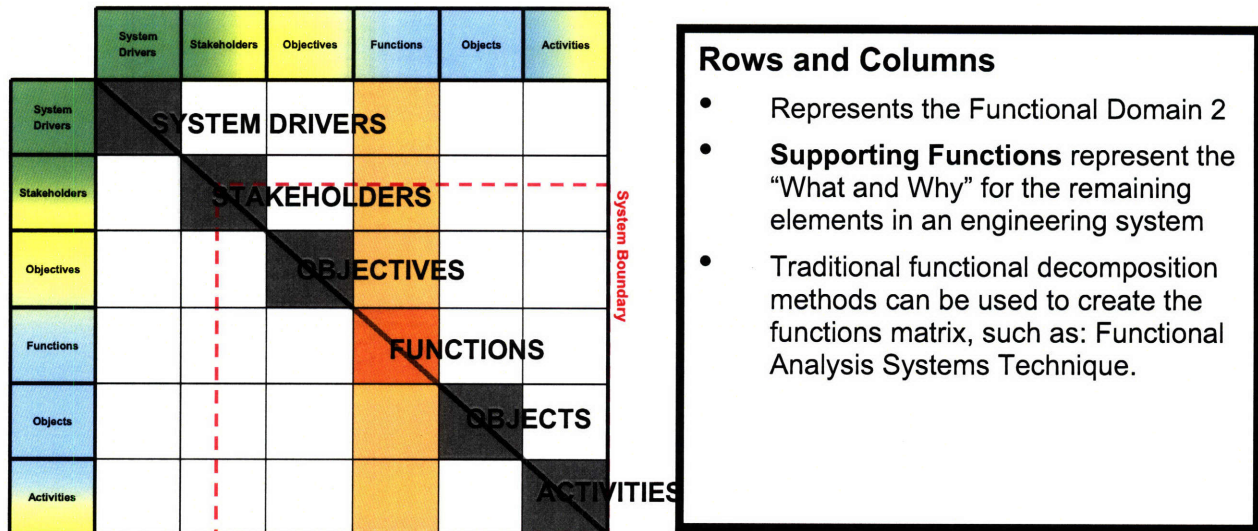 System
Drivers
Stakeholders
Objectives
Functions
Objects
Activities
System
Drivers
SYSTEM DRIVERS
Stakeholders
STAKEHOLDERS
System Boundary
Objectives
OBJECTIVES
Functions
FUNCTIONS
Objects
OBJECTS
Activities
ACTIVITIES
Rows and Columns
• Represents the Functional Domain 2
• Supporting Functions represent the
“What and Why” for the remaining
elements in an engineering system
• Traditional functional decomposition
methods can be used to create the
functions matrix, such as: Functional
Analysis Systems Technique.